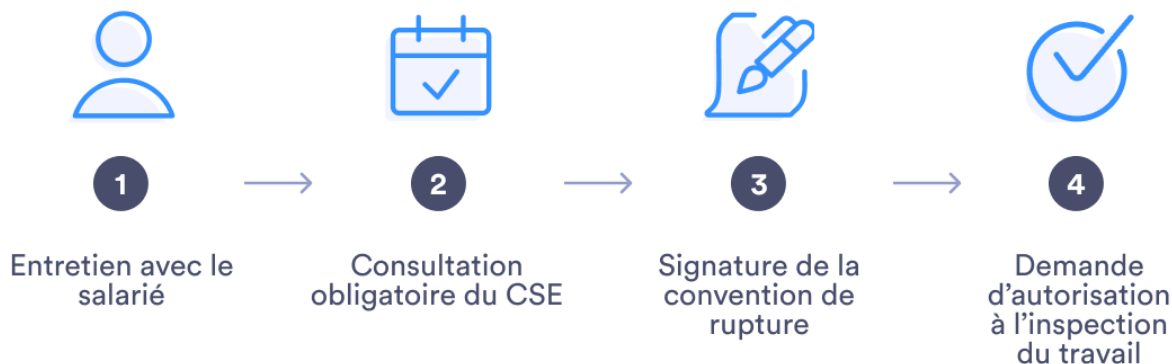 1
2
3
4
Entretien avec le
salarié
Consultation
obligatoire du CSE
Signature de la
convention de
rupture
Demande
d'autorisation
à l'inspection
du travail